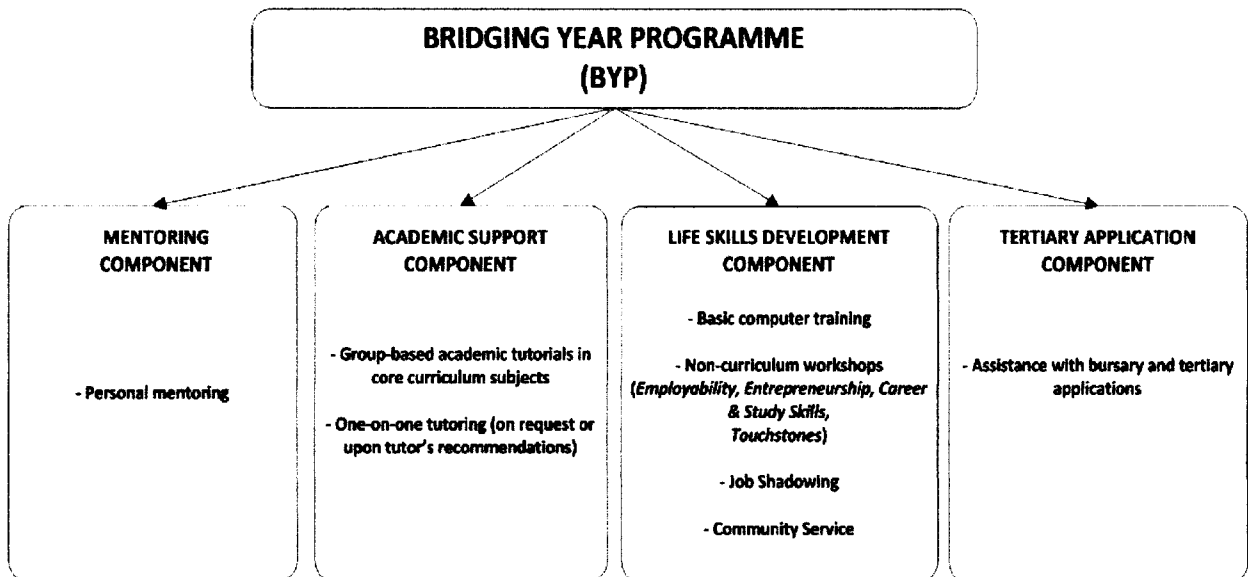 BRIDGING YEAR PROGRAMME
(BYP)
MENTORING
COMPONENT
- Personal mentoring
ACADEMIC SUPPORT
COMPONENT
- Group-based academic tutorials in
core curriculum subjects
- One-on-one tutoring (on request or
upon tutor's recommendations)
LIFE SKILLS DEVELOPMENT
COMPONENT
- Basic computer training
- Non-curriculum workshops
(Employability, Entrepreneurship, Career
& Study Skills,
Touchstones)
- Job Shadowing
- Community Service
TERTIARY APPLICATION
COMPONENT
- Assistance with bursary and tertiary
applications